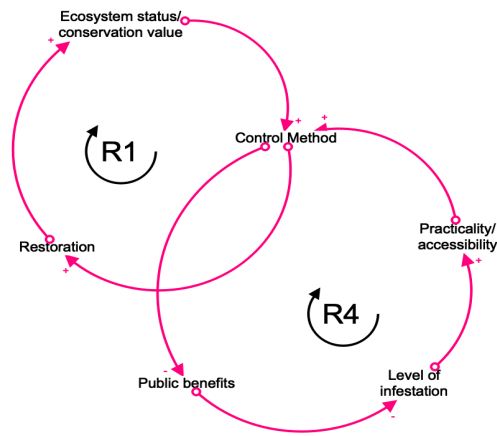 Ecosystem status/
conservation value
+
R1
+
+
Control Method
Restoration
+
Practicality/
accessibility
+
R4
-
Public benefits
Level of
infestation
-